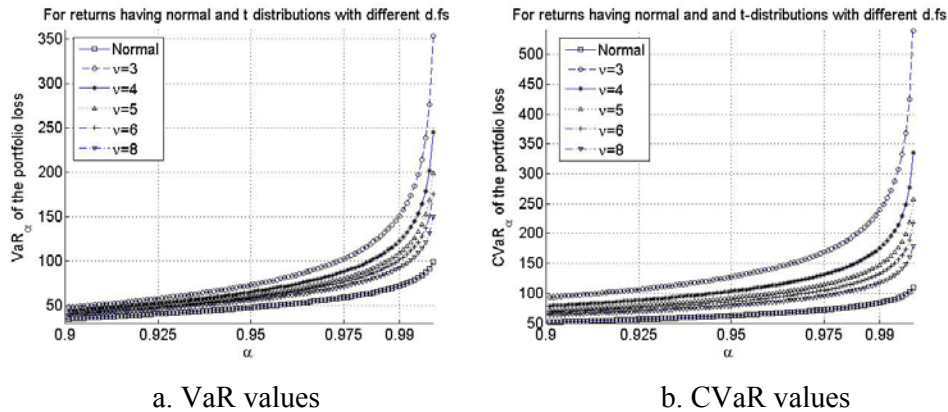 For returns having normal and t distributions with different d.fs
350
300
250
200
150
100
50
VaRα of the portfolio loss
Normal
ν=3
ν=4
ν=5
ν=6
ν=8
0.9
0.925
0.95
0.975
0.99
α
a. VaR values
For returns having normal and and t-distributions with different d.fs
500
450
400
350
300
250
200
150
100
50
CVaRα of the portfolio loss
Normal
ν=3
ν=4
ν=5
ν=6
ν=8
0.9
0.925
0.95
0.975
0.99
α
b. CVaR values